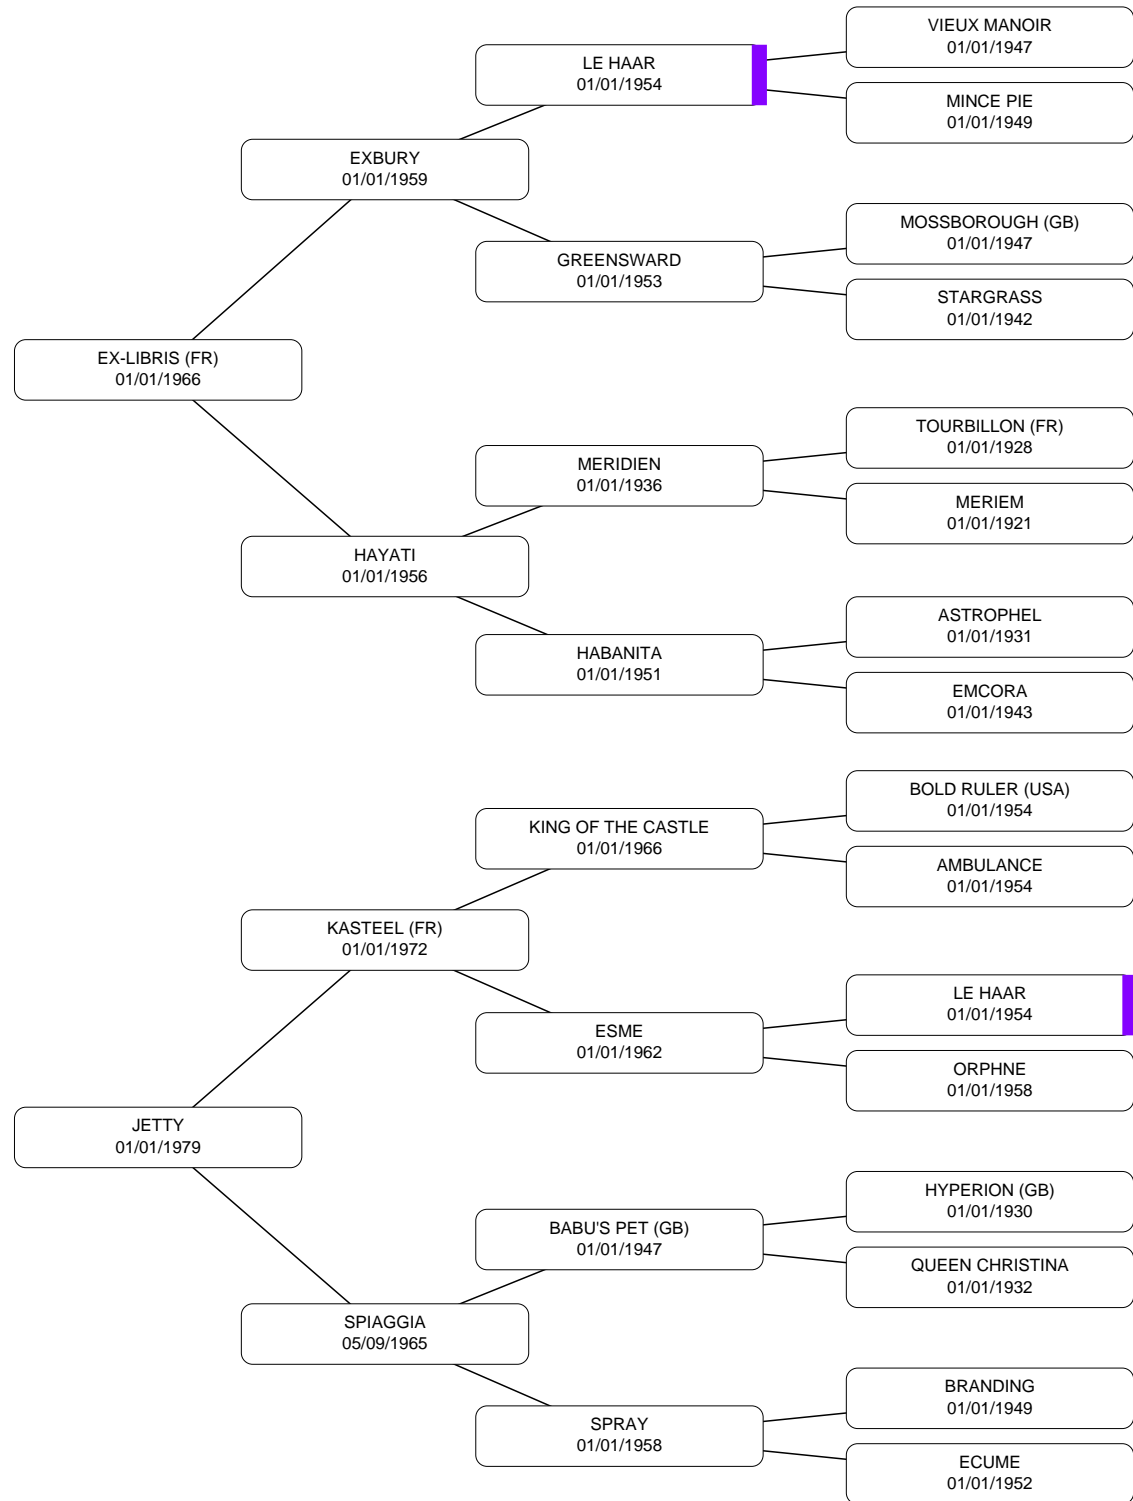 VIEUX MANOIR
01/01/1947
LE HAAR
01/01/1954
MINCE PIE
01/01/1949
EXBURY
01/01/1959
MOSSBOROUGH (GB)
01/01/1947
GREENSWARD
01/01/1953
STARGRASS
01/01/1942
EX-LIBRIS (FR)
01/01/1966
TOURBILLON (FR)
01/01/1928
MERIDIEN
01/01/1936
MERIEM
01/01/1921
HAYATI
01/01/1956
ASTROPHEL
01/01/1931
HABANITA
01/01/1951
EMCORA
01/01/1943
BOLD RULER (USA)
01/01/1954
KING OF THE CASTLE
01/01/1966
AMBULANCE
01/01/1954
KASTEEL (FR)
01/01/1972
LE HAAR
01/01/1954
ESME
01/01/1962
ORPHNE
01/01/1958
JETTY
01/01/1979
HYPERION (GB)
01/01/1930
BABU'S PET (GB)
01/01/1947
QUEEN CHRISTINA
01/01/1932
SPIAGGIA
05/09/1965
BRANDING
01/01/1949
SPRAY
01/01/1958
ECUME
01/01/1952